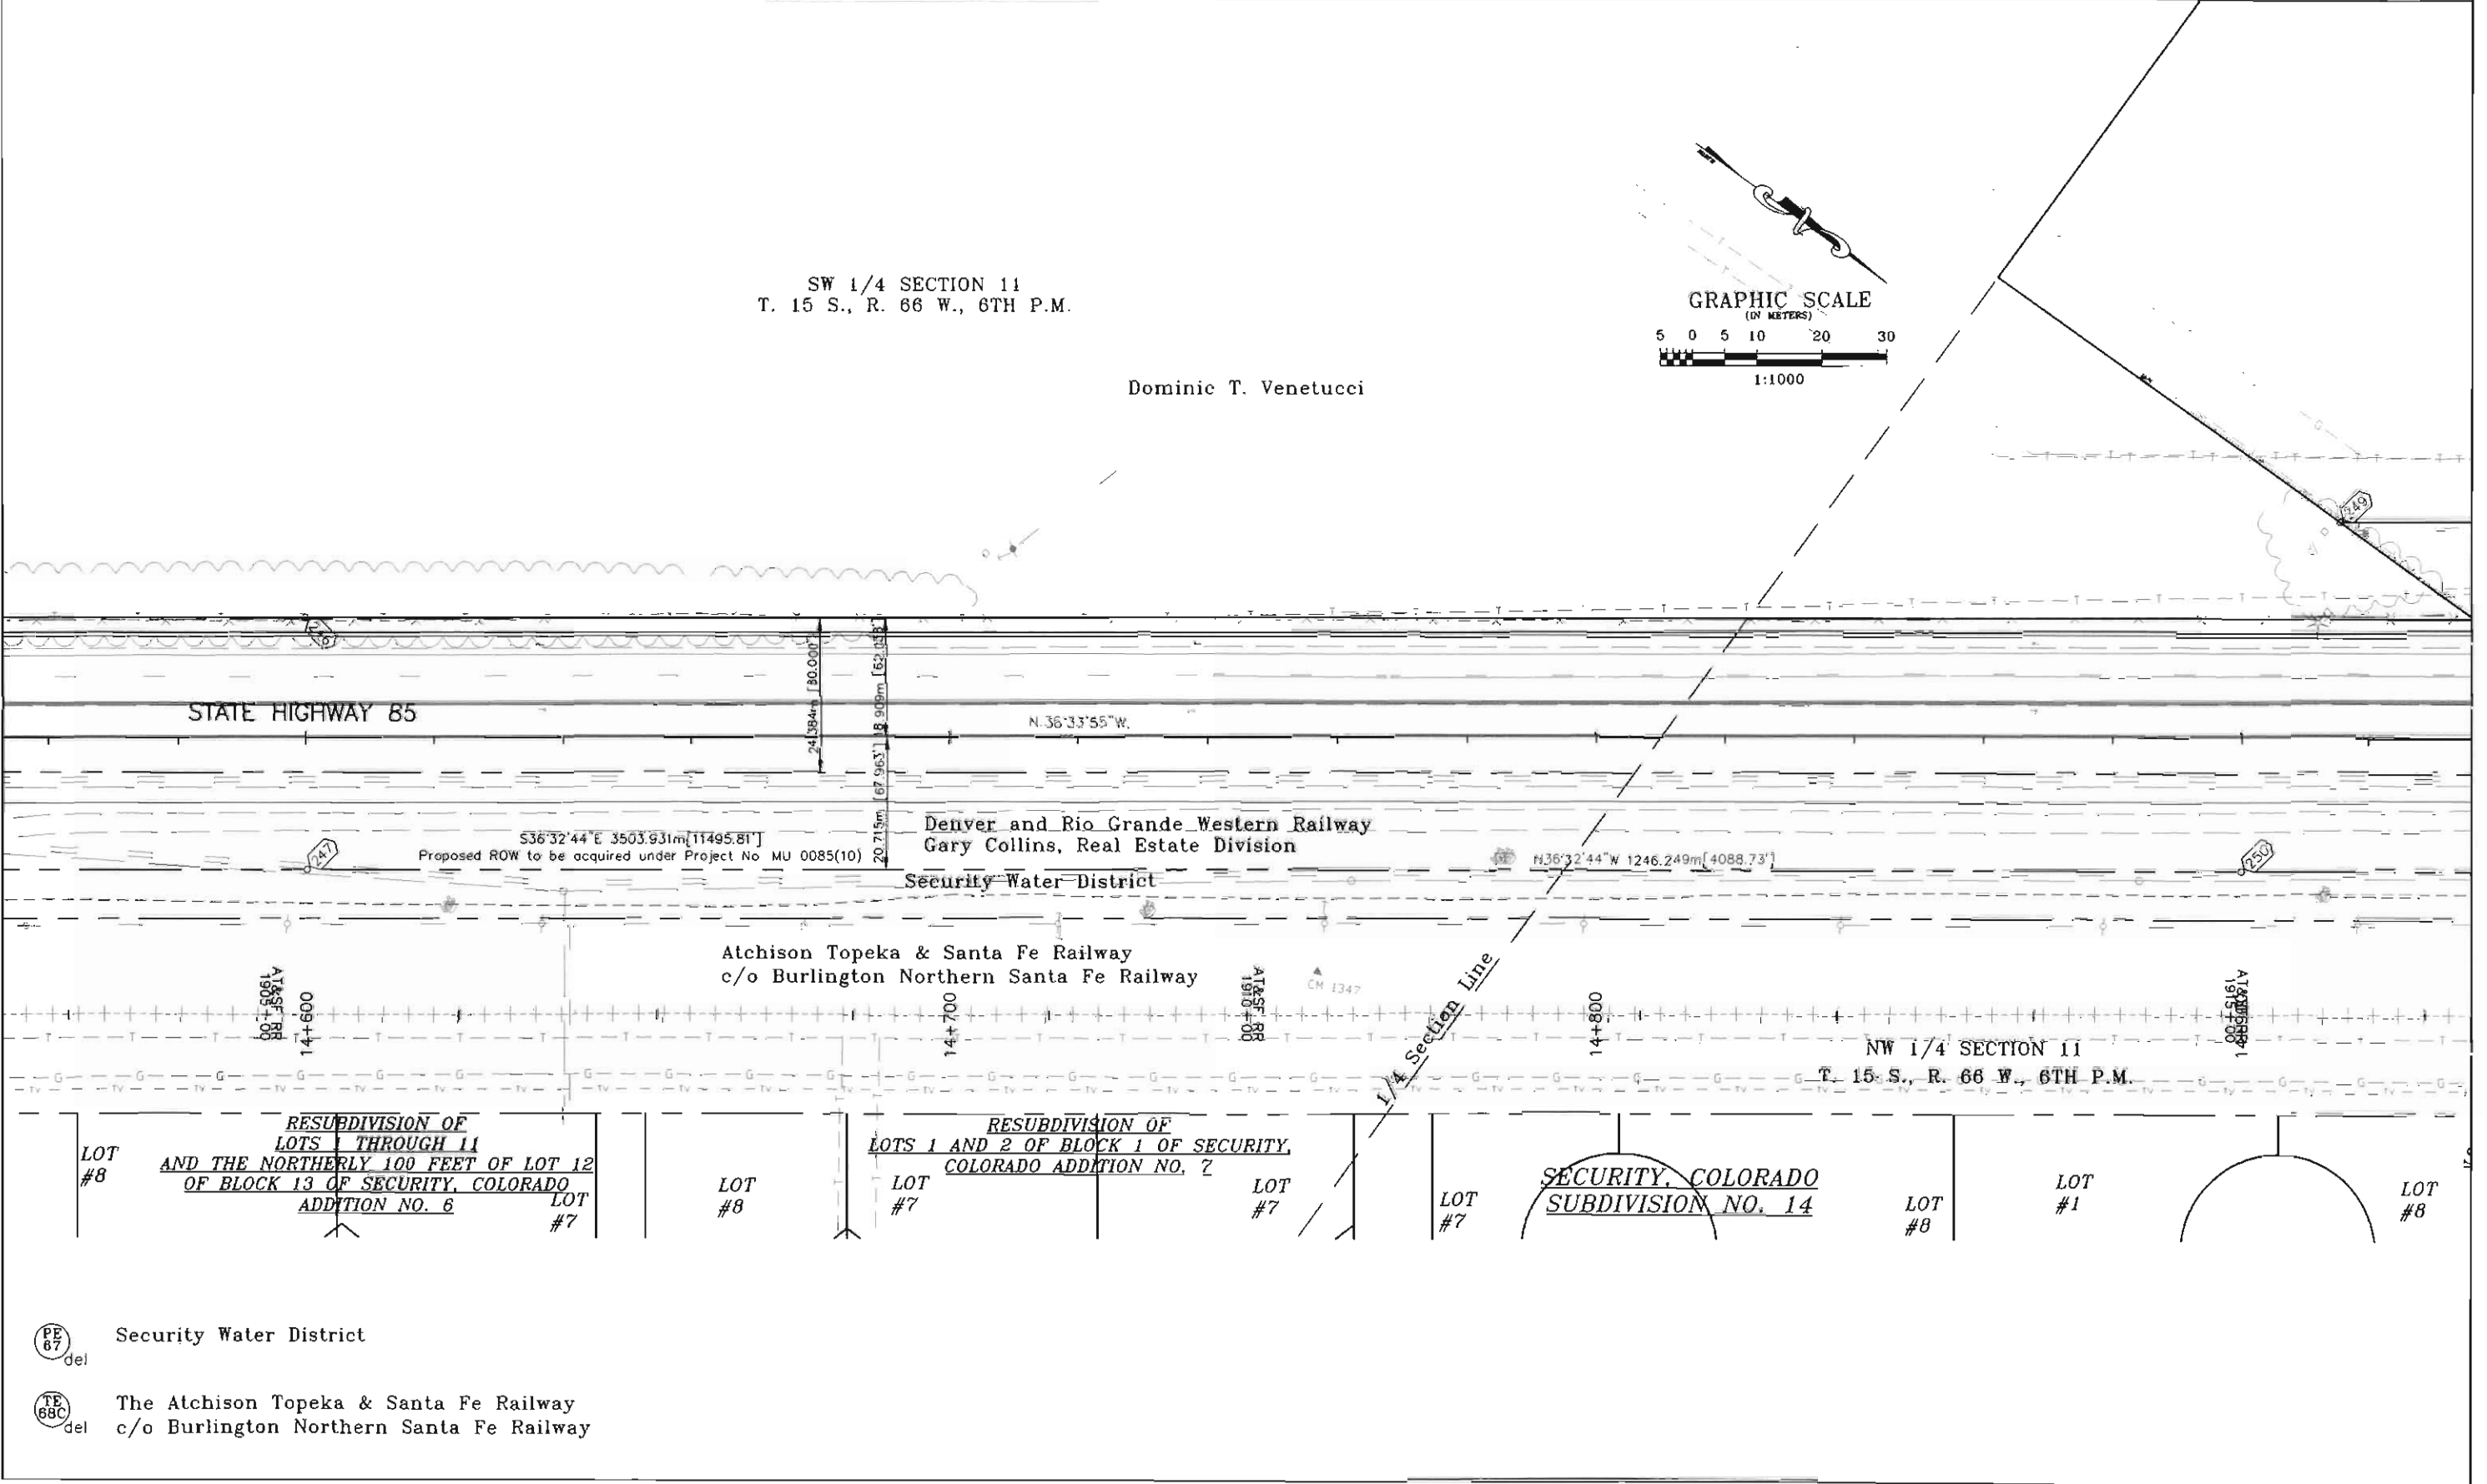 SW 1/4 SECTION 11
T. 15 S., R. 66 W., 6TH P.M.
GRAPHIC SCALE
(IN METERS)
5 0 5 10 20 30
1:1000
Dominic T. Venetucci
249
246
24.384m [80.000']
18.909m [62.038']
STATE HIGHWAY 85
N 36°33'55"W.
20.715m [67.963']
Denver and Rio Grande Western Railway
Gary Collins, Real Estate Division
S36°32'44"E 3503.931m[11495.81']
Proposed ROW to be acquired under Project No MU 0085(10)
247
N36°32'44"W 1246.249m[4088.73']
250
Security Water District
Atchison Topeka & Santa Fe Railway
c/o Burlington Northern Santa Fe Railway
CM 1347
1/4 Section Line
AT&SF RR
1905+00
14+600
14+700
AT&SF RR
1910+00
14+800
1915+00
NW 1/4 SECTION 11
T. 15 S., R. 66 W., 6TH P.M.
LOT
#8
RESUBDIVISION OF
LOTS 1 THROUGH 11
AND THE NORTHERLY 100 FEET OF LOT 12
OF BLOCK 13 OF SECURITY, COLORADO
ADDITION NO. 6
LOT
#7
LOT
#8
RESUBDIVISION OF
LOTS 1 AND 2 OF BLOCK 1 OF SECURITY,
COLORADO ADDITION NO. 7
LOT
#7
LOT
#7
LOT
#7
SECURITY, COLORADO
SUBDIVISION NO. 14
LOT
#8
LOT
#1
LOT
#8
PE
67
del
Security Water District
TE
68C
del
The Atchison Topeka & Santa Fe Railway
c/o Burlington Northern Santa Fe Railway